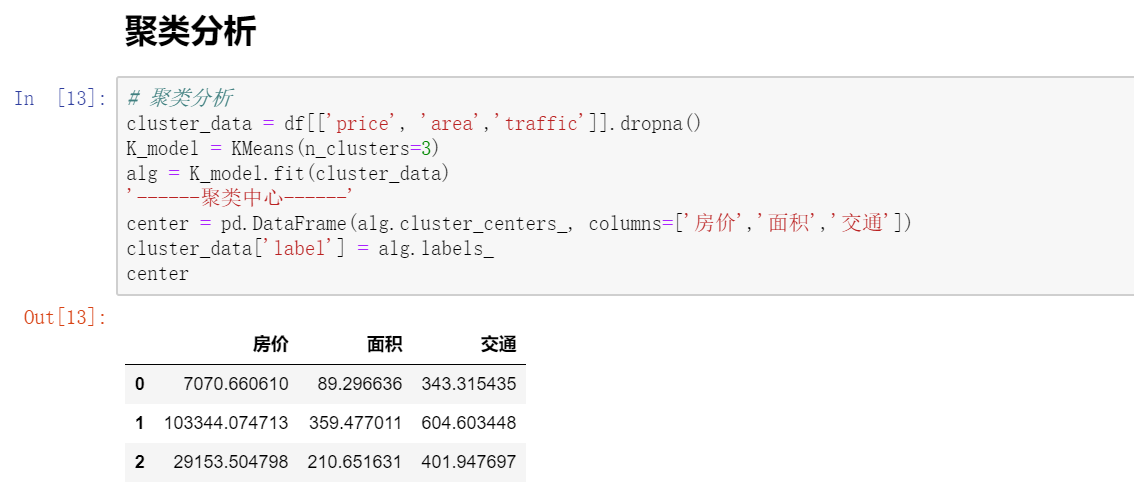 聚类分析
In [13]:
# 聚类分析
cluster_data = df[['price', 'area','traffic']].dropna()
K_model = KMeans(n_clusters=3)
alg = K_model.fit(cluster_data)
'------聚类中心------'
center = pd.DataFrame(alg.cluster_centers_, columns=['房价','面积','交通'])
cluster_data['label'] = alg.labels_
center
Out[13]:
房价 面积 交通
0 7070.660610 89.296636 343.315435
1 103344.074713 359.477011 604.603448
2 29153.504798 210.651631 401.947697